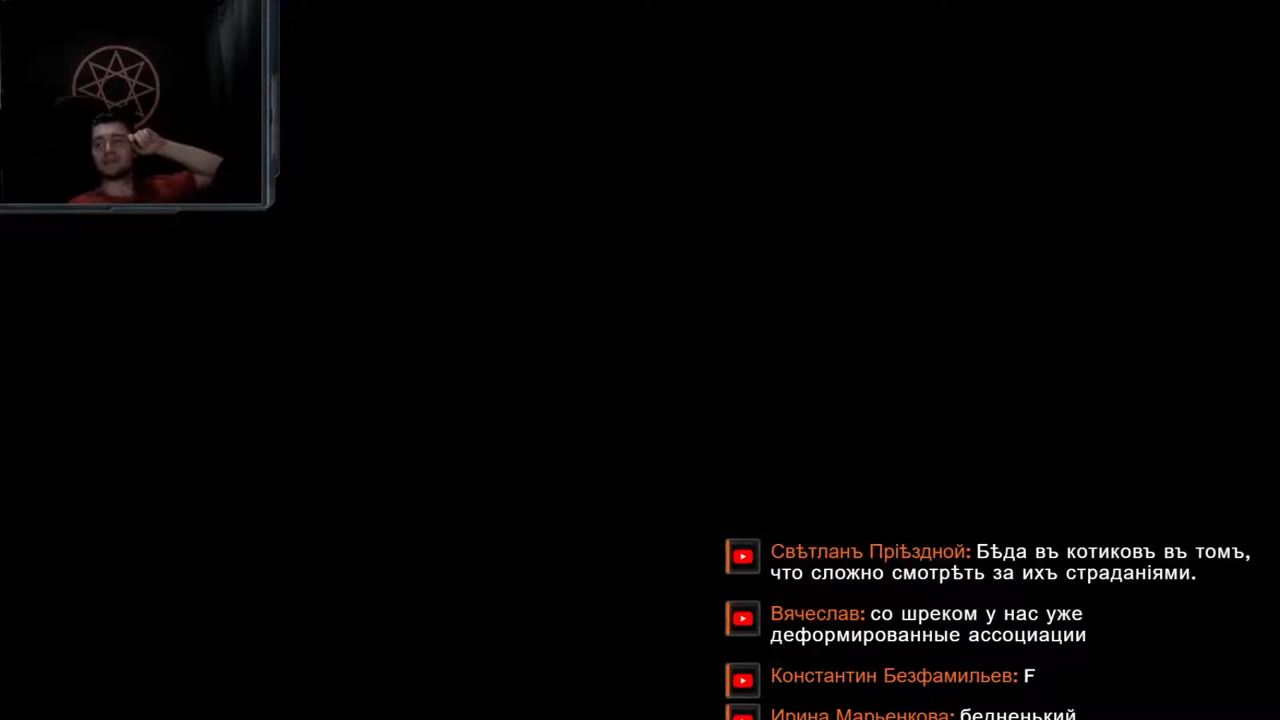 Свѣтланъ Пріѣздной: Бѣда въ котиковъ въ томъ,
что сложно смотрѣть за ихъ страданіями.
Вячеслав: со шреком у нас уже
деформированные ассоциации
Константин Безфамильев: F
Ирина Марьенкова: бедненький